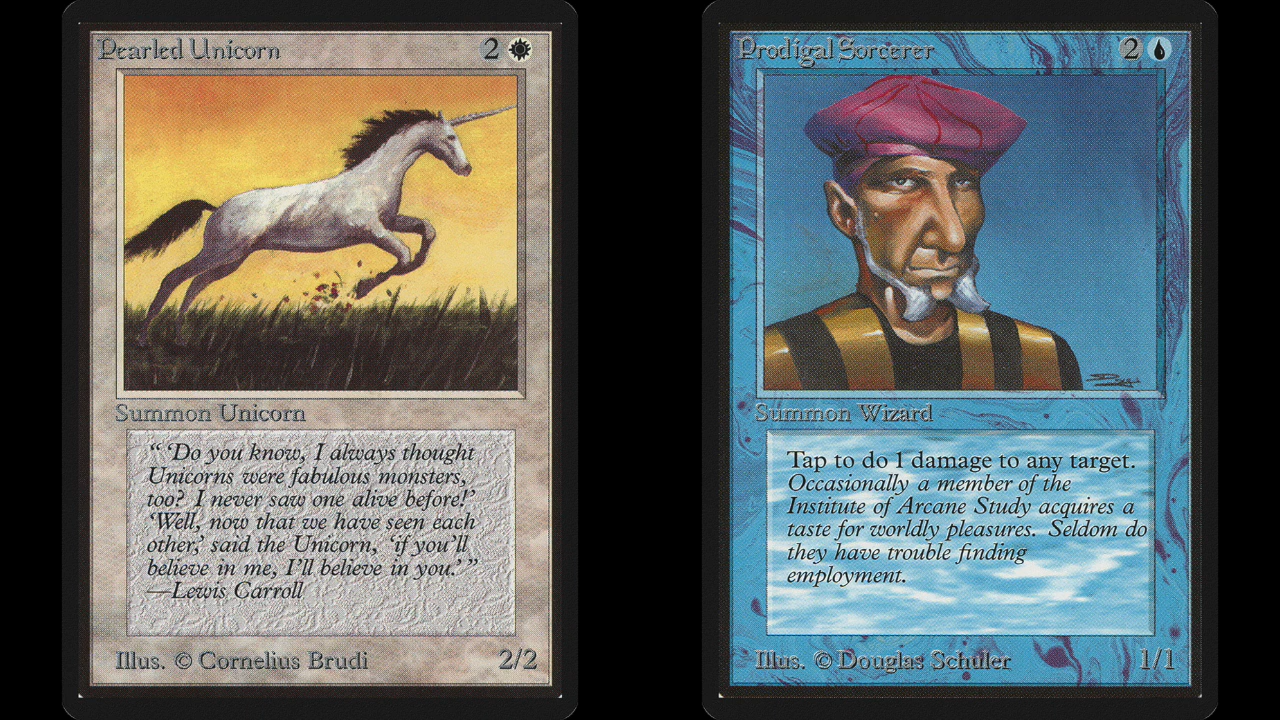 Pearled Unicorn 2
Summon Unicorn
“ ‘Do you know, I always thought
Unicorns were fabulous monsters,
too? I never saw one alive before!’
‘Well, now that we have seen each
other,’ said the Unicorn, ‘if you’ll
believe in me, I’ll believe in you.’ ”
—Lewis Carroll
Illus. © Cornelius Brudi 2/2
Prodigal Sorcerer 2
Summon Wizard
Tap to do 1 damage to any target.
Occasionally a member of the
Institute of Arcane Study acquires a
taste for worldly pleasures. Seldom do
they have trouble finding
employment.
Illus. © Douglas Schuler 1/1